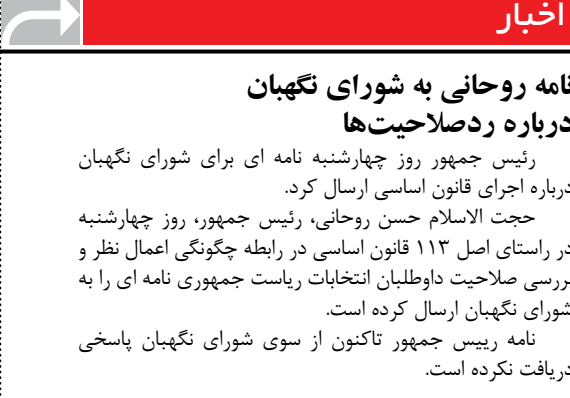 اخبار
نامه روحانی به شورای نگهبان
درباره ردصلاحیت‌ها
رئیس جمهور روز چهارشنبه نامه ای برای شورای نگهبان
درباره اجرای قانون اساسی ارسال کرد.
حجت الاسلام حسن روحانی، رئیس جمهور، روز چهارشنبه
در راستای اصل ۱۱۳ قانون اساسی در رابطه چگونگی اعمال نظر و
بررسی صلاحیت داوطلبان انتخابات ریاست جمهوری نامه ای را به
شورای نگهبان ارسال کرده است.
نامه رییس جمهور تاکنون از سوی شورای نگهبان پاسخی
دریافت نکرده است.